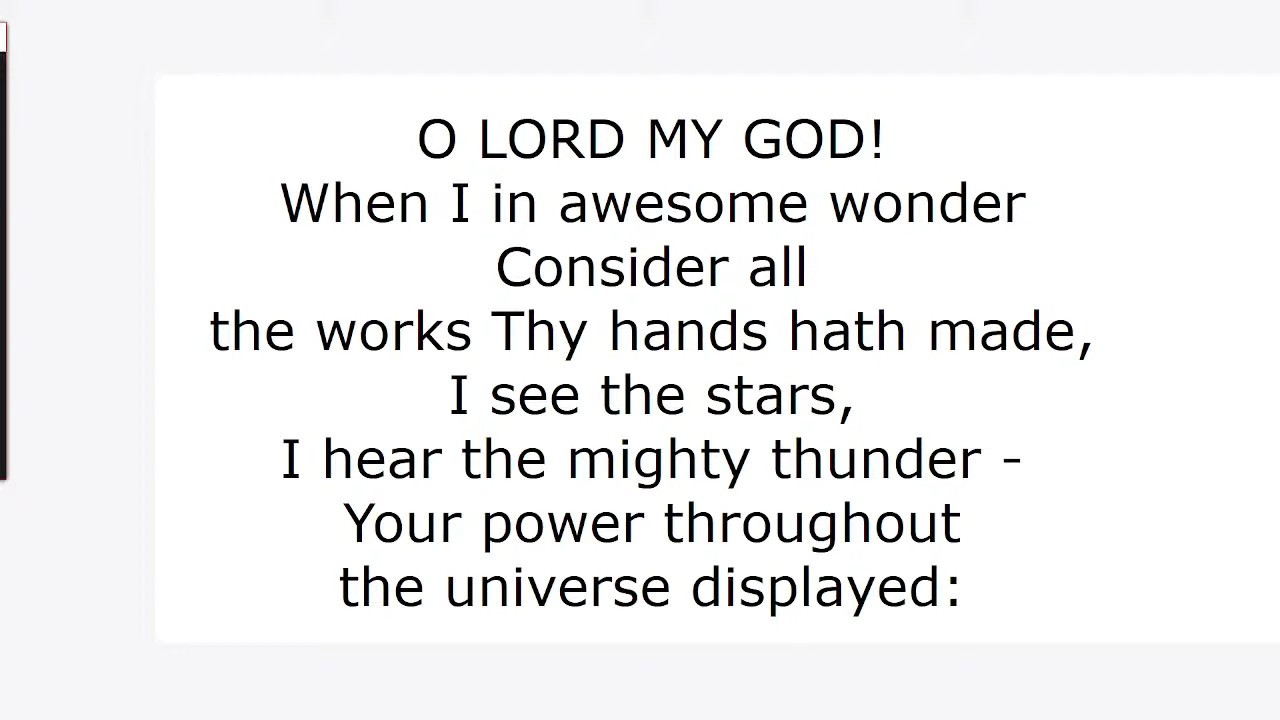 O LORD MY GOD!
When I in awesome wonder
Consider all
the works Thy hands hath made,
I see the stars,
I hear the mighty thunder -
Your power throughout
the universe displayed: